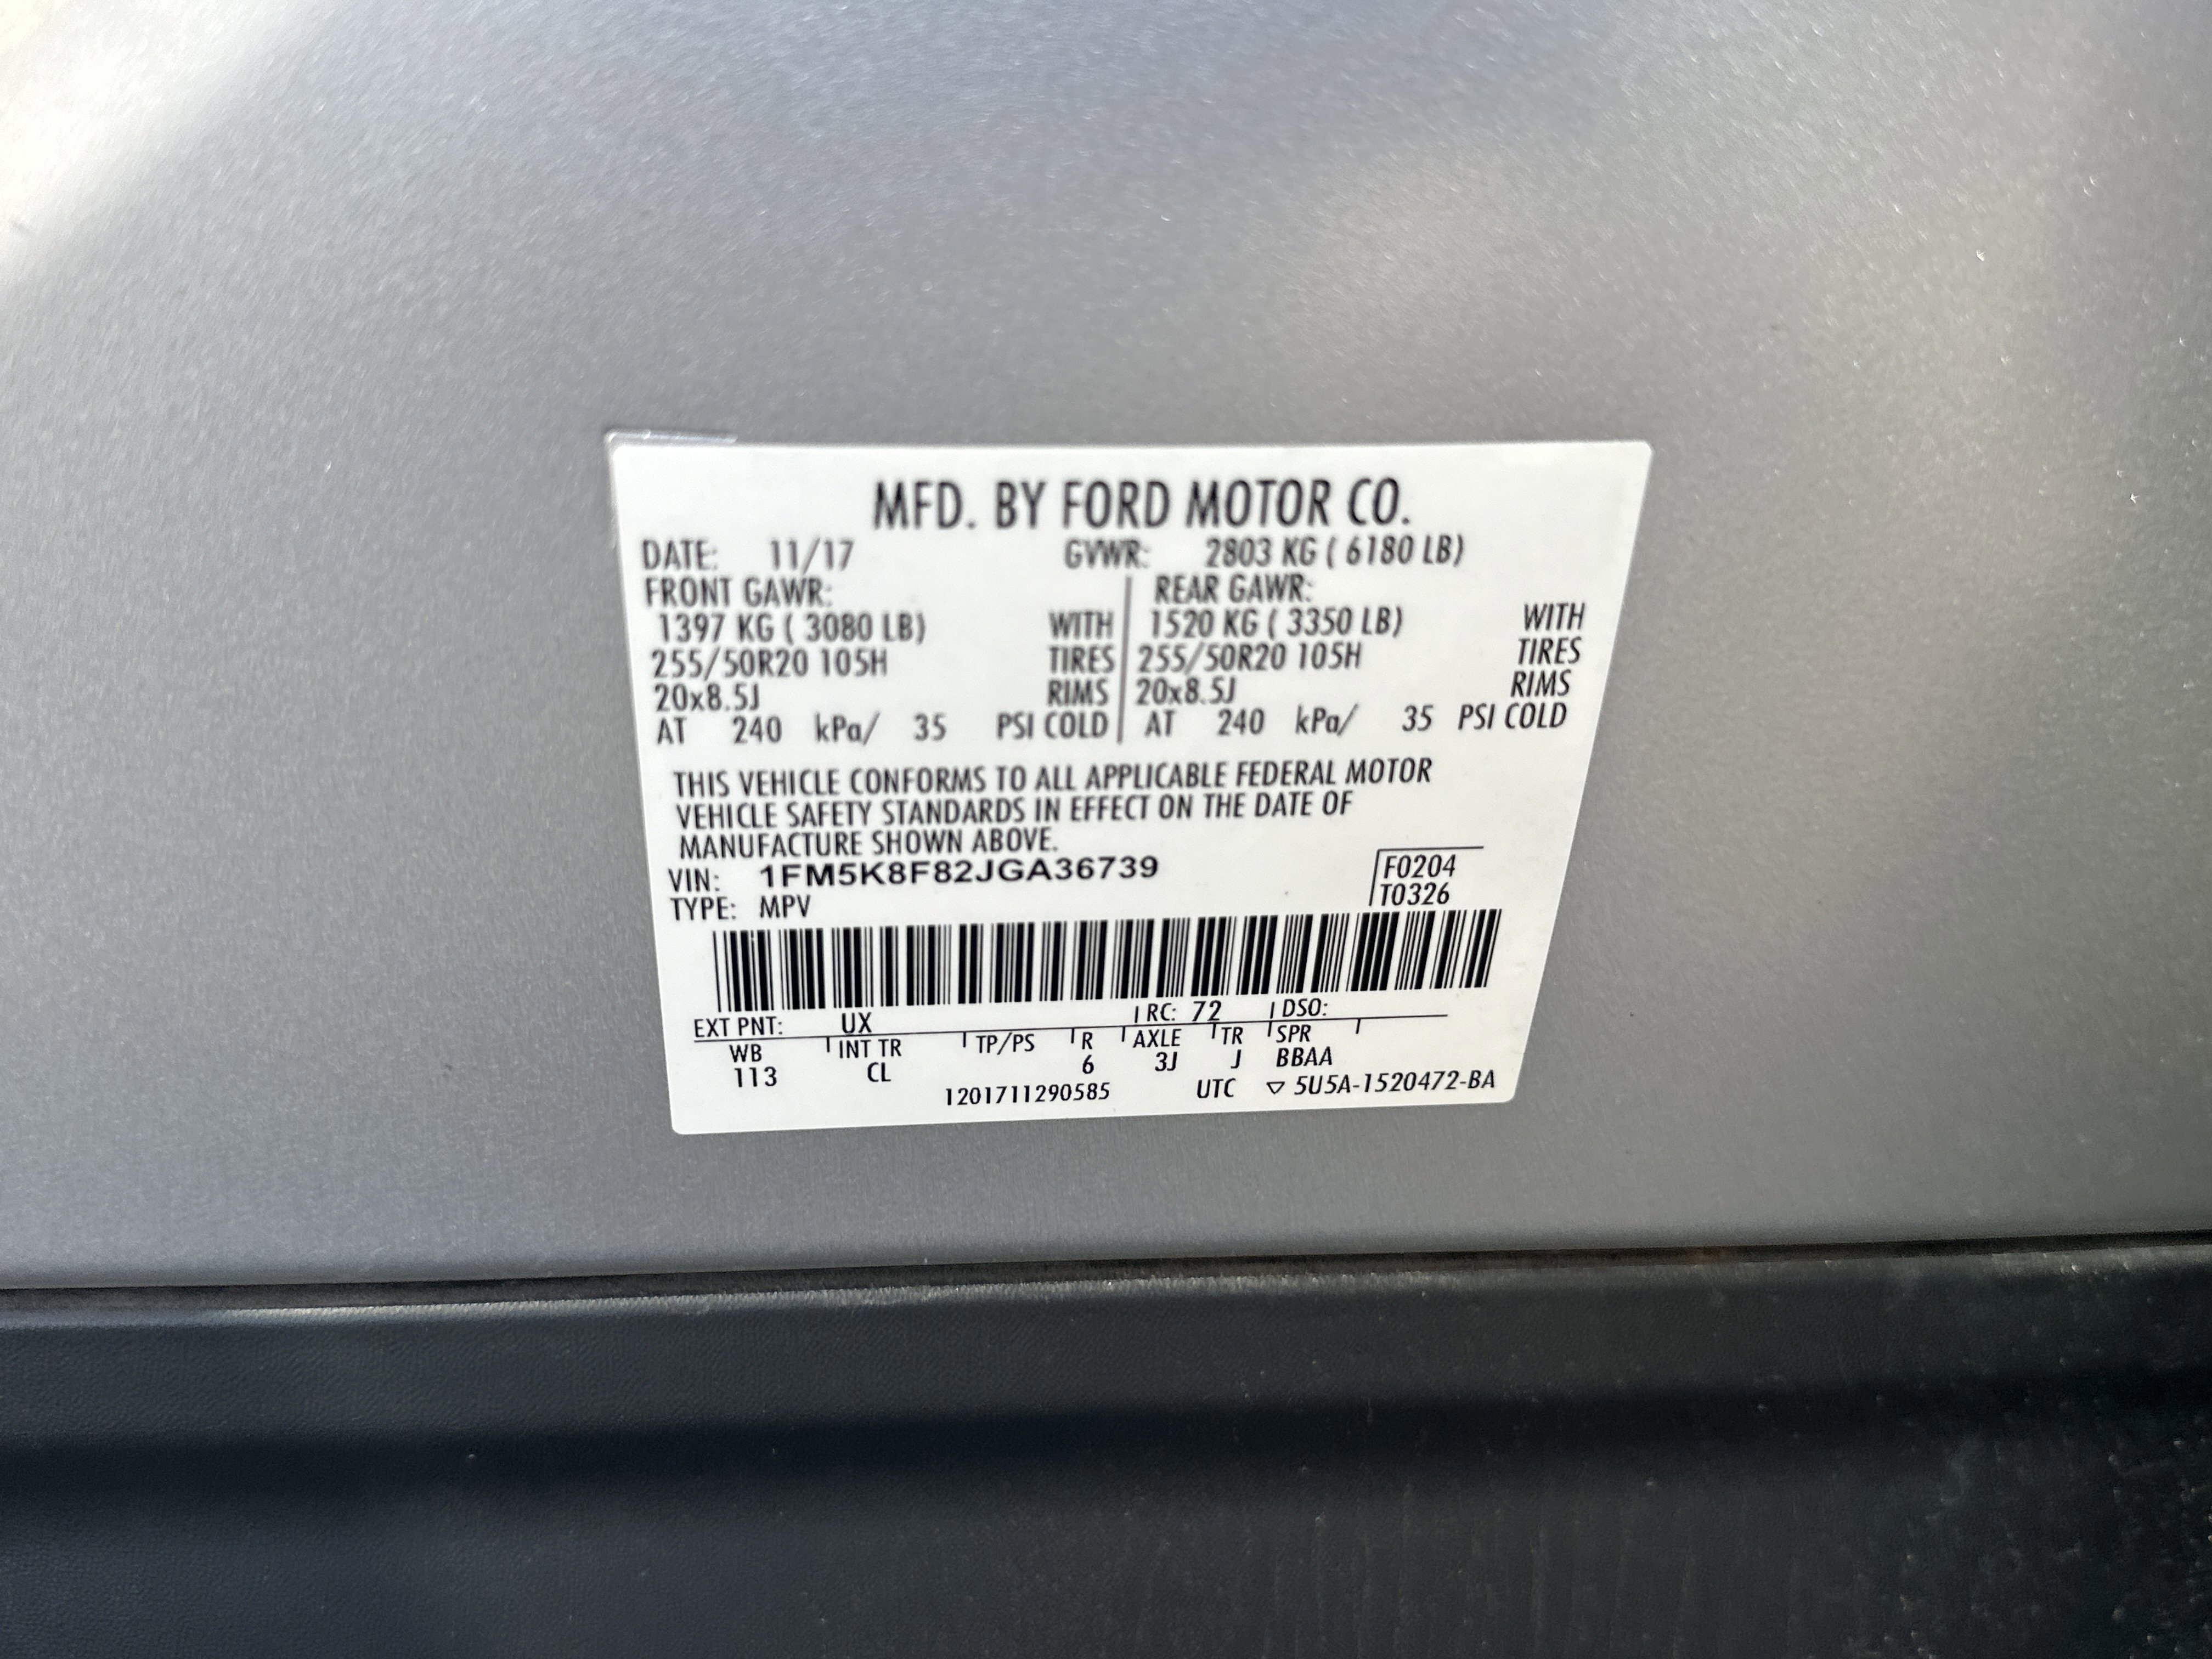 MFD. BY FORD MOTOR CO.
DATE: 11/17 GVWR: 2803 KG ( 6180 LB)
FRONT GAWR: REAR GAWR:
1397 KG ( 3080 LB) WITH 1520 KG ( 3350 LB) WITH
255/50R20 105H TIRES 255/50R20 105H TIRES
20x8.5J RIMS 20x8.5J RIMS
AT 240 kPa/ 35 PSI COLD AT 240 kPa/ 35 PSI COLD
THIS VEHICLE CONFORMS TO ALL APPLICABLE FEDERAL MOTOR
VEHICLE SAFETY STANDARDS IN EFFECT ON THE DATE OF
MANUFACTURE SHOWN ABOVE.
VIN: 1FM5K8F82JGA36739 F0204
TYPE: MPV T0326
EXT PNT: UX RC: 72 DSO:
WB INT TR TP/PS R AXLE TR SPR
113 CL 6 3J J BBAA
1201711290585 UTC ▽ 5U5A-1520472-BA